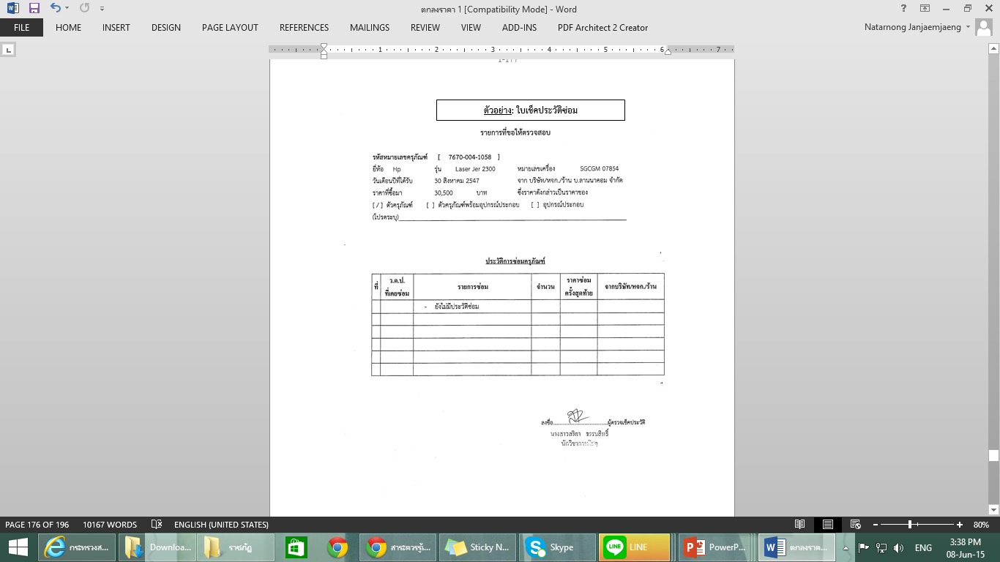 ตกลงราคา 1 [Compatibility Mode] - Word
FILE HOME INSERT DESIGN PAGE LAYOUT REFERENCES MAILINGS REVIEW VIEW ADD-INS PDF Architect 2 Creator Natarnong Janjaemjaeng
1 2 3 4 5 6 7
1-177
ตัวอย่าง: ใบเช็คประวัติซ่อม
รายการที่ขอให้ตรวจสอบ
รหัสหมายเลขครุภัณฑ์ [ 7670-004-1058 ]
ยี่ห้อ Hp รุ่น Laser Jer 2300 หมายเลขเครื่อง SGCGM 07854
วันเดือนปีที่ได้รับ 30 สิงหาคม 2547 จาก บริษัท/หจก./ร้าน บ.ลานนาคอม จำกัด
ราคาที่ซื้อมา 30,500 บาท ซึ่งราคาดังกล่าวเป็นราคาของ
[ / ] ตัวครุภัณฑ์ [ ] ตัวครุภัณฑ์พร้อมอุปกรณ์ประกอบ [ ] อุปกรณ์ประกอบ
(โปรดระบุ)
ประวัติการซ่อมครุภัณฑ์
ที่ ว.ด.ป. ที่เคยซ่อม รายการซ่อม จำนวน ราคาซ่อม ครั้งสุดท้าย จากบริษัท/หจก./ร้าน
- ยังไม่มีประวัติซ่อม
ลงชื่อ..............................ผู้ตรวจเช็คประวัติ
นางสาวสริตา
นักวิชาการพัสดุ
PAGE 176 OF 196 10167 WORDS ENGLISH (UNITED STATES) 80%
กระทรวงส... Downloa... ราชภัฏ สาระควรรู้... Sticky N... Skype LINE PowerP... ตกลงราค... ENG 3:38 PM
08-Jun-15